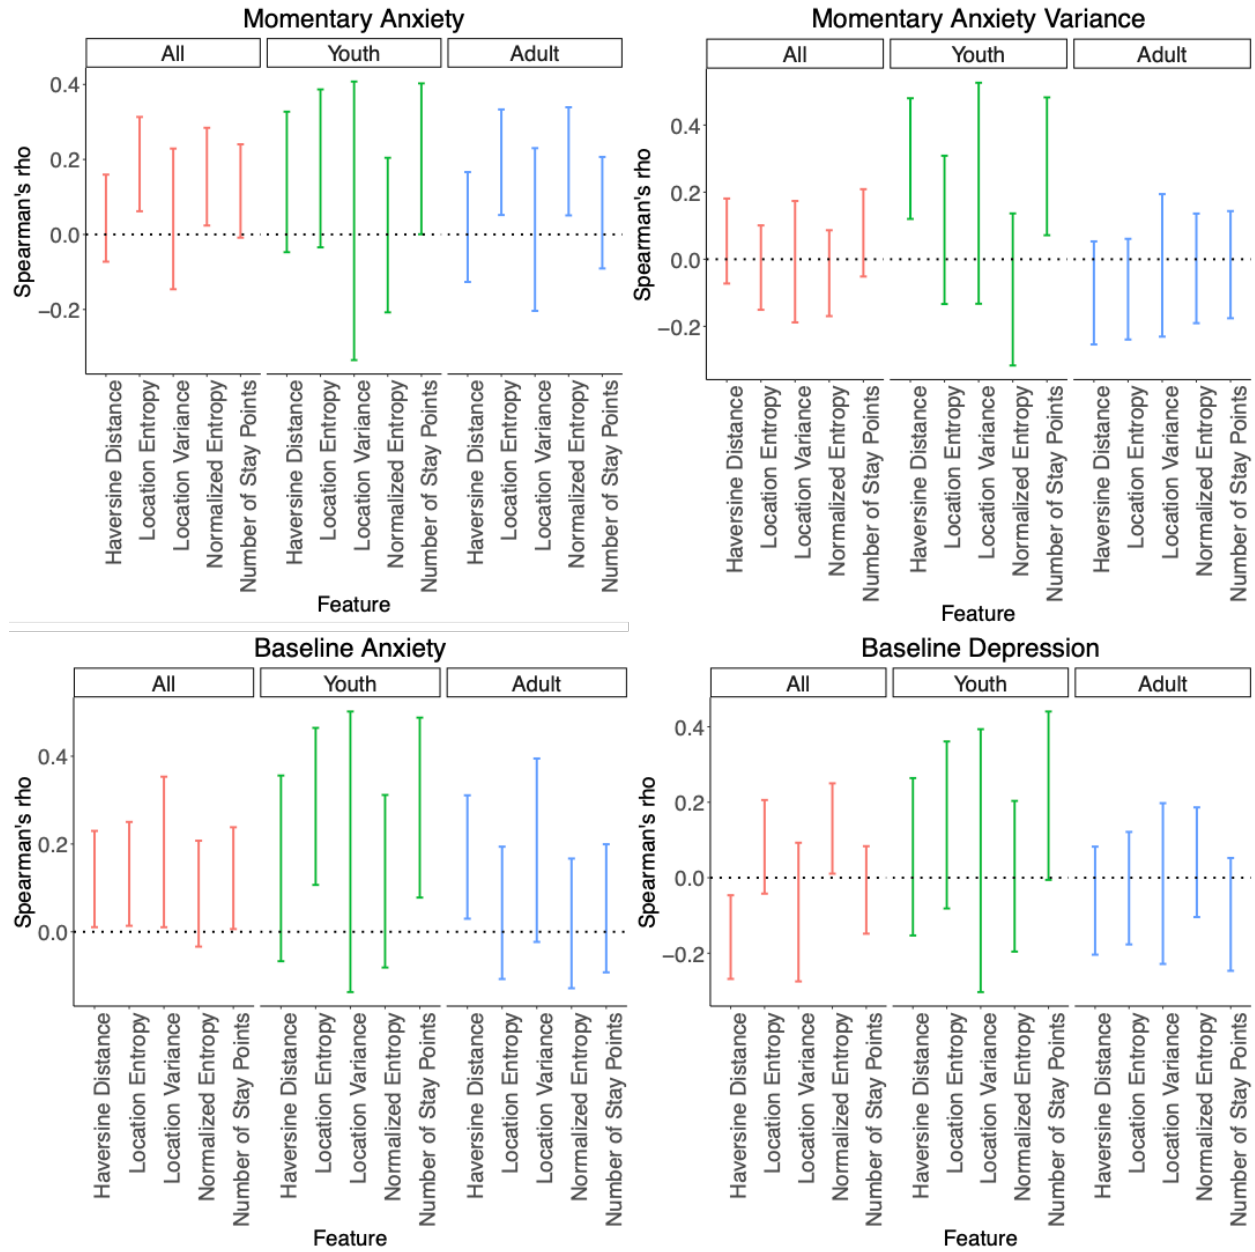 Momentary Anxiety
All Youth Adult
Spearman's rho
0.4
0.2
0.0
−0.2
Haversine Distance
Location Entropy
Location Variance
Normalized Entropy
Number of Stay Points
Haversine Distance
Location Entropy
Location Variance
Normalized Entropy
Number of Stay Points
Haversine Distance
Location Entropy
Location Variance
Normalized Entropy
Number of Stay Points
Feature
Momentary Anxiety Variance
All Youth Adult
Spearman's rho
0.4
0.2
0.0
−0.2
Haversine Distance
Location Entropy
Location Variance
Normalized Entropy
Number of Stay Points
Haversine Distance
Location Entropy
Location Variance
Normalized Entropy
Number of Stay Points
Haversine Distance
Location Entropy
Location Variance
Normalized Entropy
Number of Stay Points
Feature
Baseline Anxiety
All Youth Adult
Spearman's rho
0.4
0.2
0.0
Haversine Distance
Location Entropy
Location Variance
Normalized Entropy
Number of Stay Points
Haversine Distance
Location Entropy
Location Variance
Normalized Entropy
Number of Stay Points
Haversine Distance
Location Entropy
Location Variance
Normalized Entropy
Number of Stay Points
Feature
Baseline Depression
All Youth Adult
Spearman's rho
0.4
0.2
0.0
−0.2
Haversine Distance
Location Entropy
Location Variance
Normalized Entropy
Number of Stay Points
Haversine Distance
Location Entropy
Location Variance
Normalized Entropy
Number of Stay Points
Haversine Distance
Location Entropy
Location Variance
Normalized Entropy
Number of Stay Points
Feature